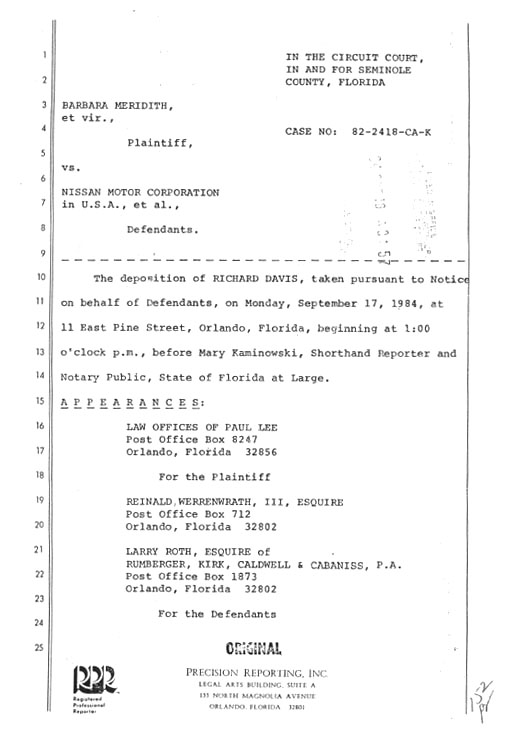 1
IN THE CIRCUIT COURT,
IN AND FOR SEMINOLE
2
COUNTY, FLORIDA
3 BARBARA MERIDITH,
et vir.,
4
CASE NO: 82-2418-CA-K
Plaintiff,
5
vs.
6
NISSAN MOTOR CORPORATION
7 in U.S.A., et al.,
8 Defendants.
9 - - - - - - - - - - - - - - - - - - - - - - - - - - - - - - - - -
10 The deposition of RICHARD DAVIS, taken pursuant to Notice
11 on behalf of Defendants, on Monday, September 17, 1984, at
12 11 East Pine Street, Orlando, Florida, beginning at 1:00
13 o'clock p.m., before Mary Kaminowski, Shorthand Reporter and
14 Notary Public, State of Florida at Large.
15 A P P E A R A N C E S:
16 LAW OFFICES OF PAUL LEE
Post Office Box 8247
17 Orlando, Florida 32856
18 For the Plaintiff
19 REINALD WERRENWRATH, III, ESQUIRE
Post Office Box 712
20 Orlando, Florida 32802
21 LARRY ROTH, ESQUIRE of
RUMBERGER, KIRK, CALDWELL & CABANISS, P.A.
22 Post Office Box 1873
Orlando, Florida 32802
23
For the Defendants
24
25 ORIGINAL
RPR
Registered
Professional
Reporter
PRECISION REPORTING, INC.
LEGAL ARTS BUILDING, SUITE A
135 NORTH MAGNOLIA AVENUE
ORLANDO, FLORIDA 32801